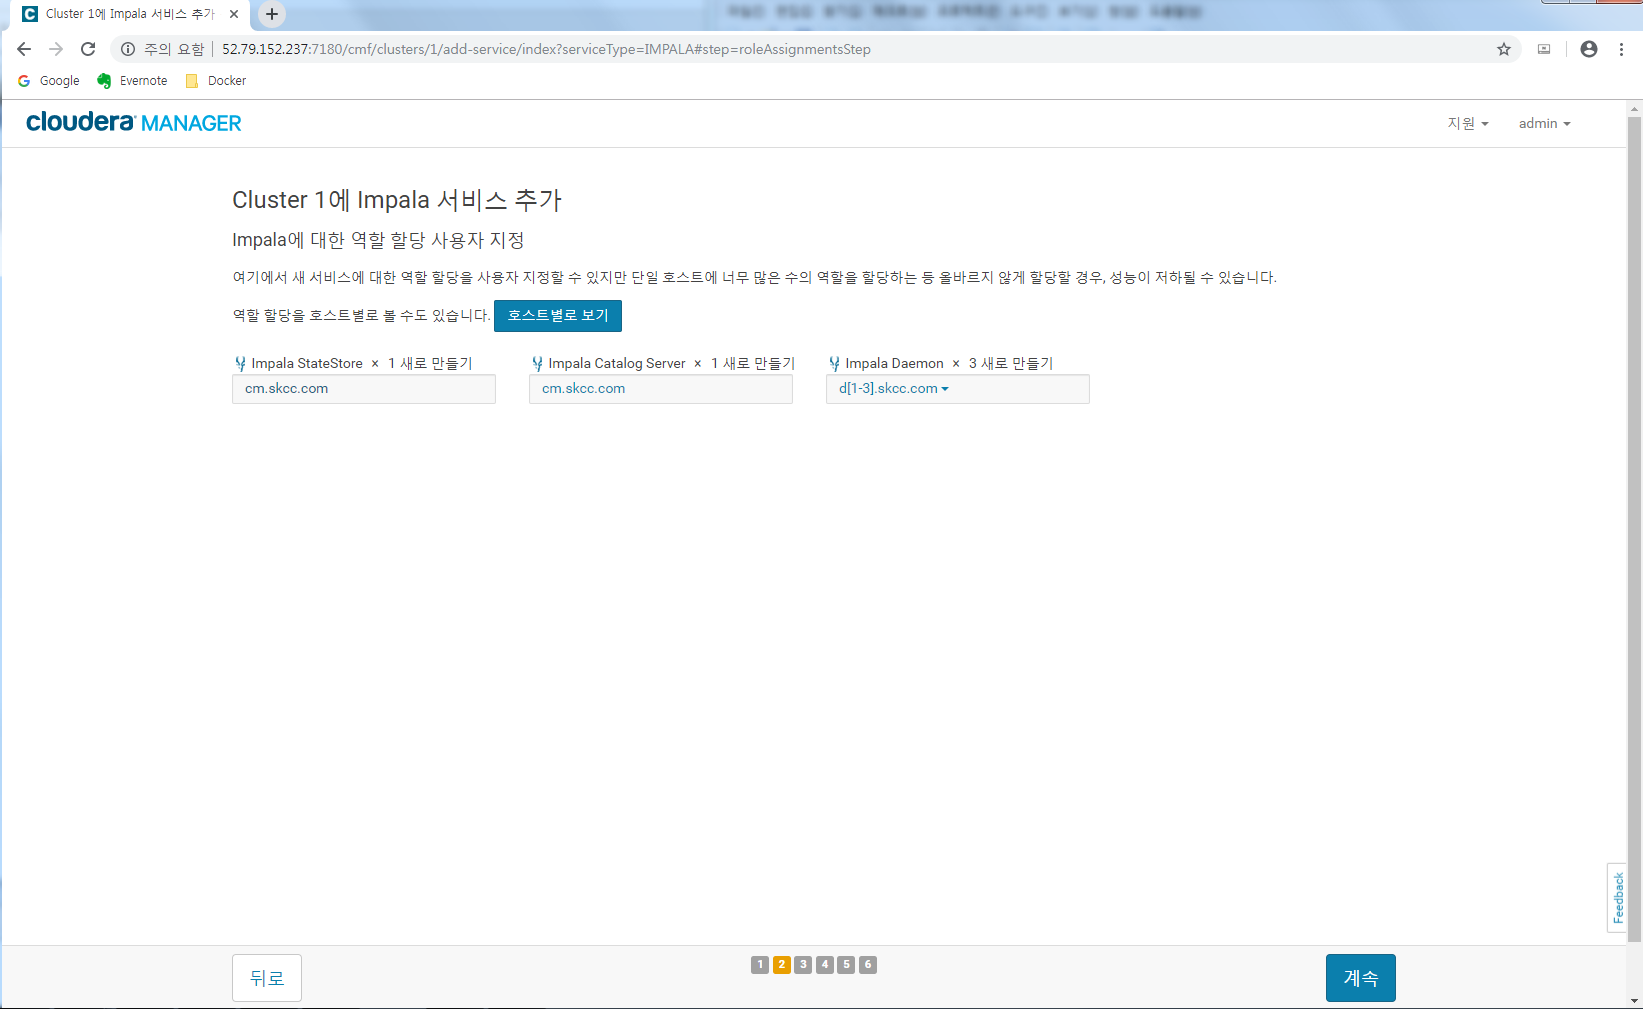 Cluster 1에 Impala 서비스 추가
주의 요함 52.79.152.237:7180/cmf/clusters/1/add-service/index?serviceType=IMPALA#step=roleAssignmentsStep
Google Evernote Docker
cloudera MANAGER 지원 admin
Cluster 1에 Impala 서비스 추가
Impala에 대한 역할 할당 사용자 지정
여기에서 새 서비스에 대한 역할 할당을 사용자 지정할 수 있지만 단일 호스트에 너무 많은 수의 역할을 할당하는 등 올바르지 않게 할당할 경우, 성능이 저하될 수 있습니다.
역할 할당을 호스트별로 볼 수도 있습니다. 호스트별로 보기
Impala StateStore × 1 새로 만들기 Impala Catalog Server × 1 새로 만들기 Impala Daemon × 3 새로 만들기
cm.skcc.com cm.skcc.com d[1-3].skcc.com
Feedback
뒤로 1 2 3 4 5 6 계속